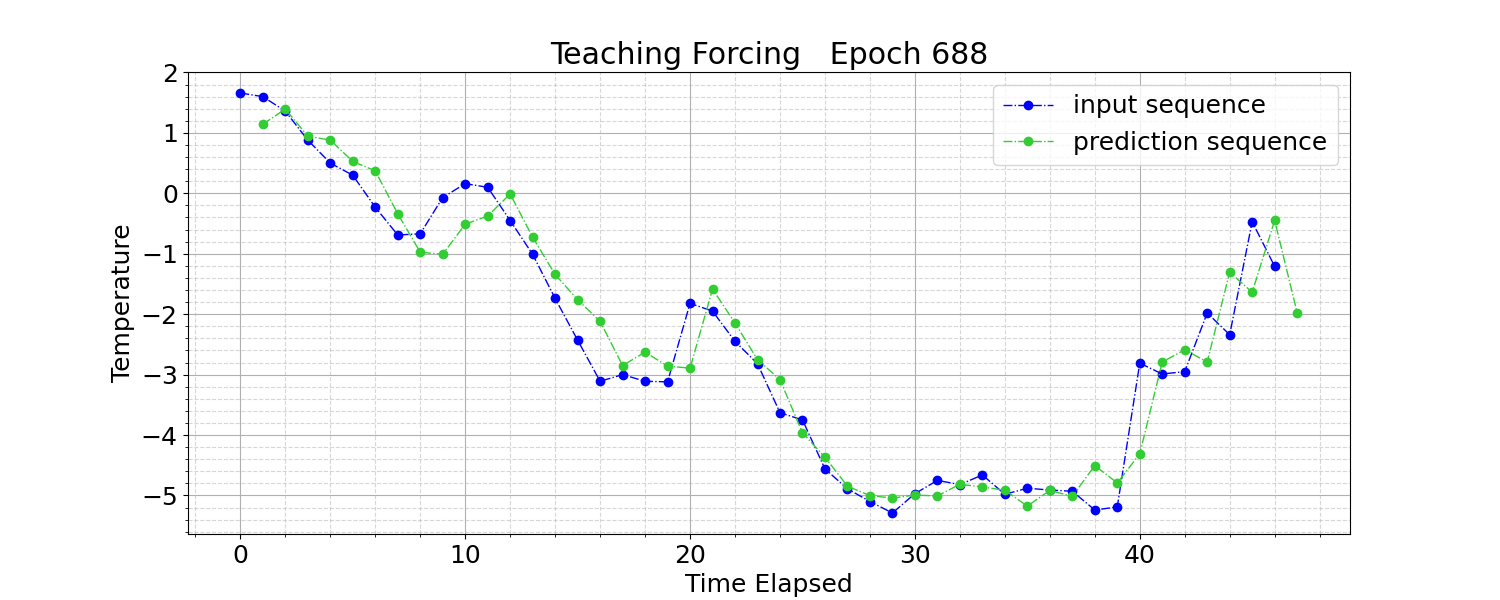 Teaching Forcing   Epoch 688
input sequence
prediction sequence
2
1
0
−1
−2
−3
−4
−5
Temperature
0 10 20 30 40
Time Elapsed